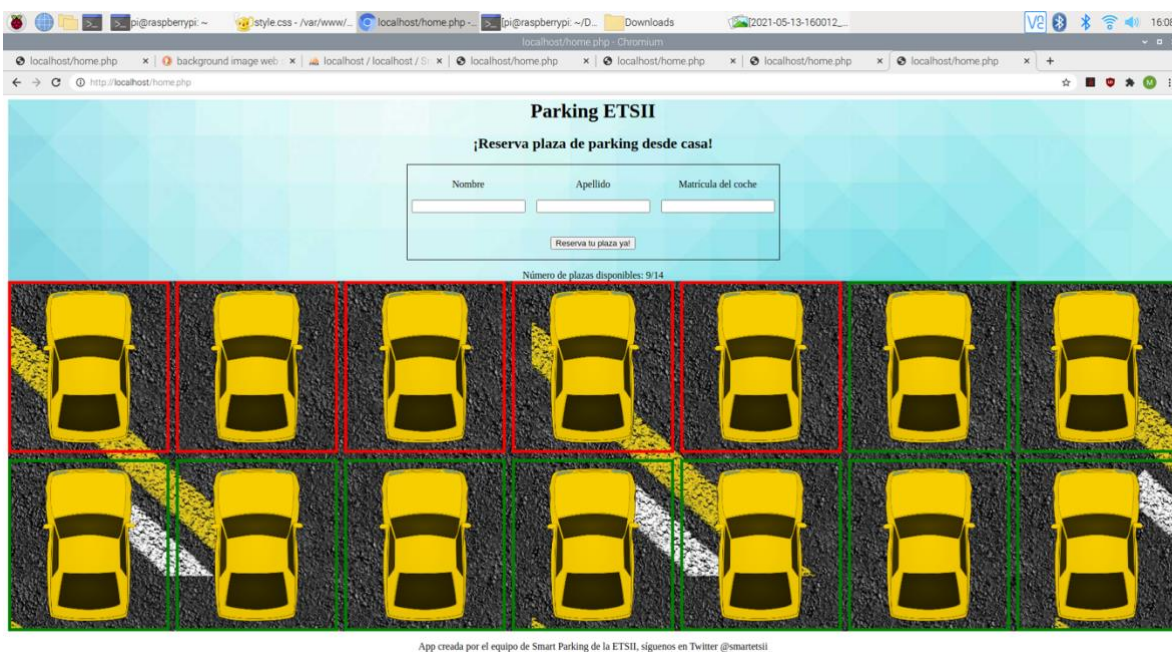 pi@raspberrypi: ~
style.css - /var/www/...
localhost/home.php -...
[pi@raspberrypi: ~/D...
Downloads
[2021-05-13-160012_...
16:08
localhost/home.php - Chromium
localhost/home.php
background image web
localhost / localhost / S
localhost/home.php
localhost/home.php
localhost/home.php
localhost/home.php
http://localhost/home.php
Parking ETSII
¡Reserva plaza de parking desde casa!
Nombre Apellido Matrícula del coche
Reserva tu plaza ya!
Número de plazas disponibles: 9/14
App creada por el equipo de Smart Parking de la ETSII, síguenos en Twitter @smartetsii